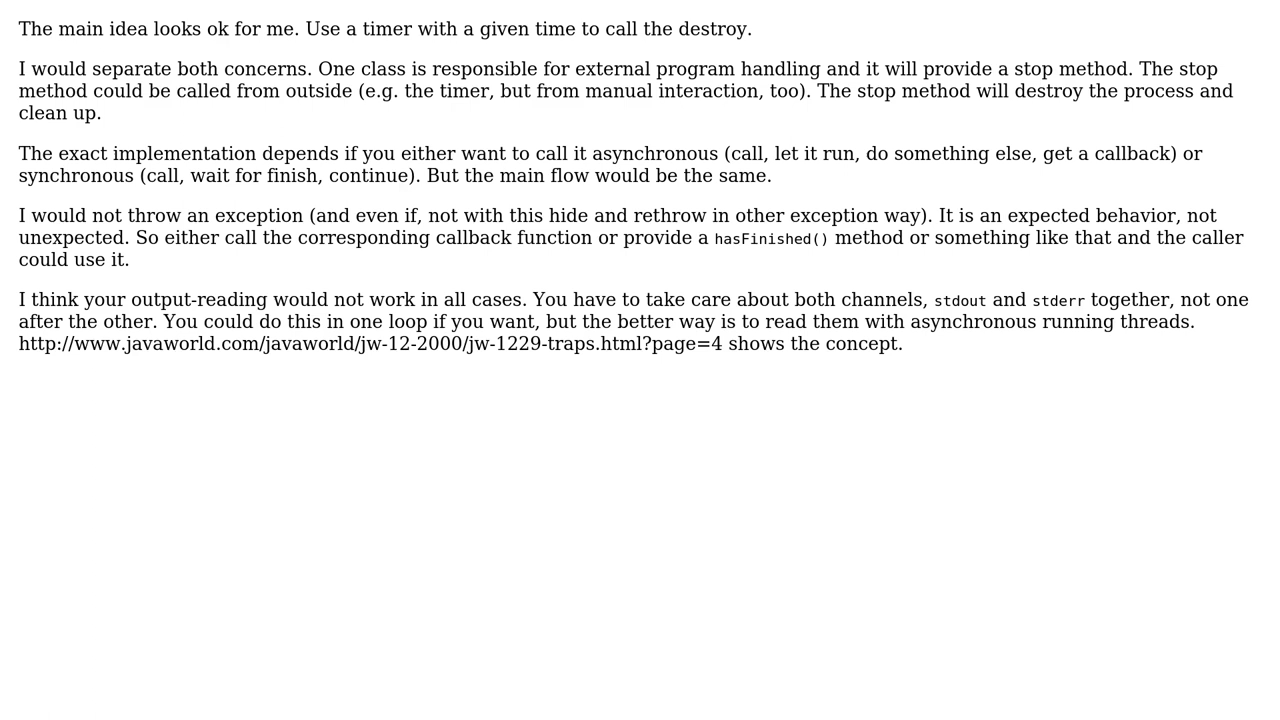 The main idea looks ok for me. Use a timer with a given time to call the destroy.
I would separate both concerns. One class is responsible for external program handling and it will provide a stop method. The stop
method could be called from outside (e.g. the timer, but from manual interaction, too). The stop method will destroy the process and
clean up.
The exact implementation depends if you either want to call it asynchronous (call, let it run, do something else, get a callback) or
synchronous (call, wait for finish, continue). But the main flow would be the same.
I would not throw an exception (and even if, not with this hide and rethrow in other exception way). It is an expected behavior, not
unexpected. So either call the corresponding callback function or provide a hasFinished() method or something like that and the caller
could use it.
I think your output-reading would not work in all cases. You have to take care about both channels, stdout and stderr together, not one
after the other. You could do this in one loop if you want, but the better way is to read them with asynchronous running threads.
http://www.javaworld.com/javaworld/jw-12-2000/jw-1229-traps.html?page=4 shows the concept.